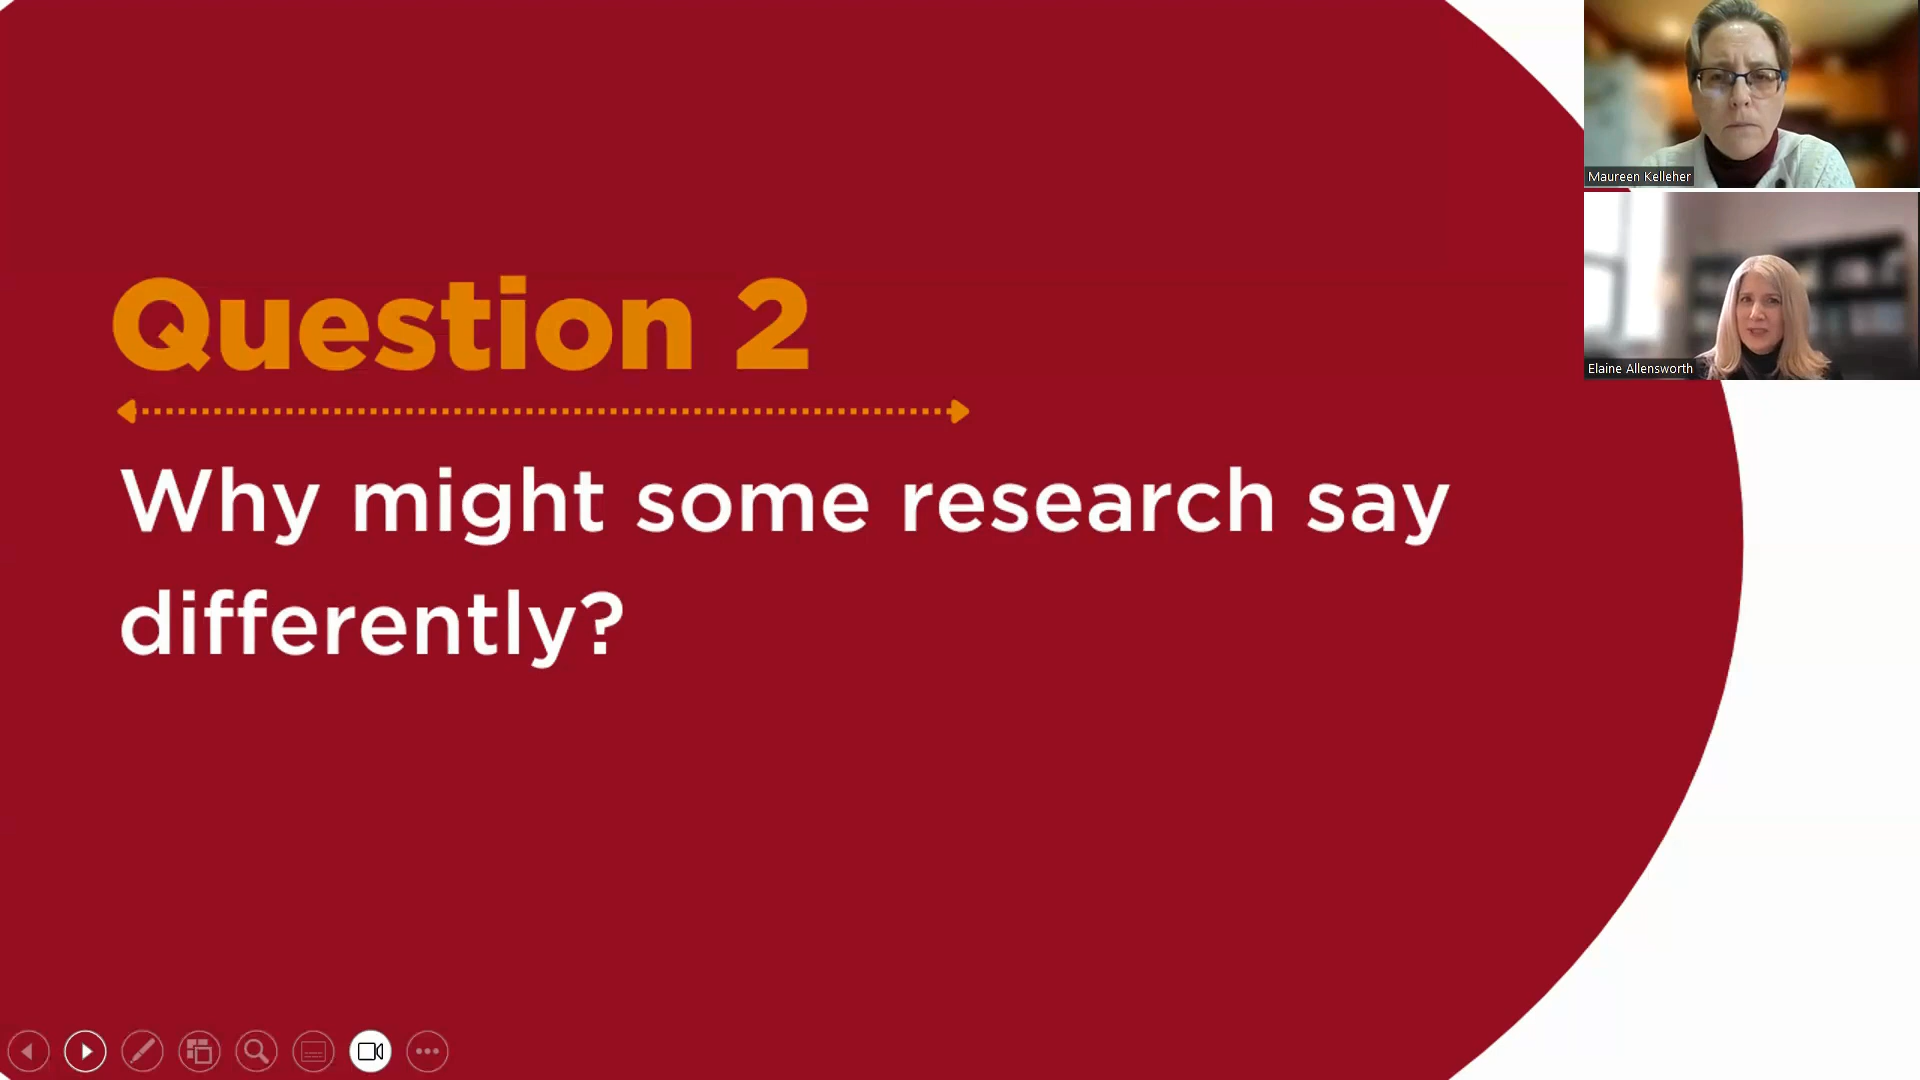 Question 2
Why might some research say
differently?
Maureen Kelleher
Elaine Allensworth